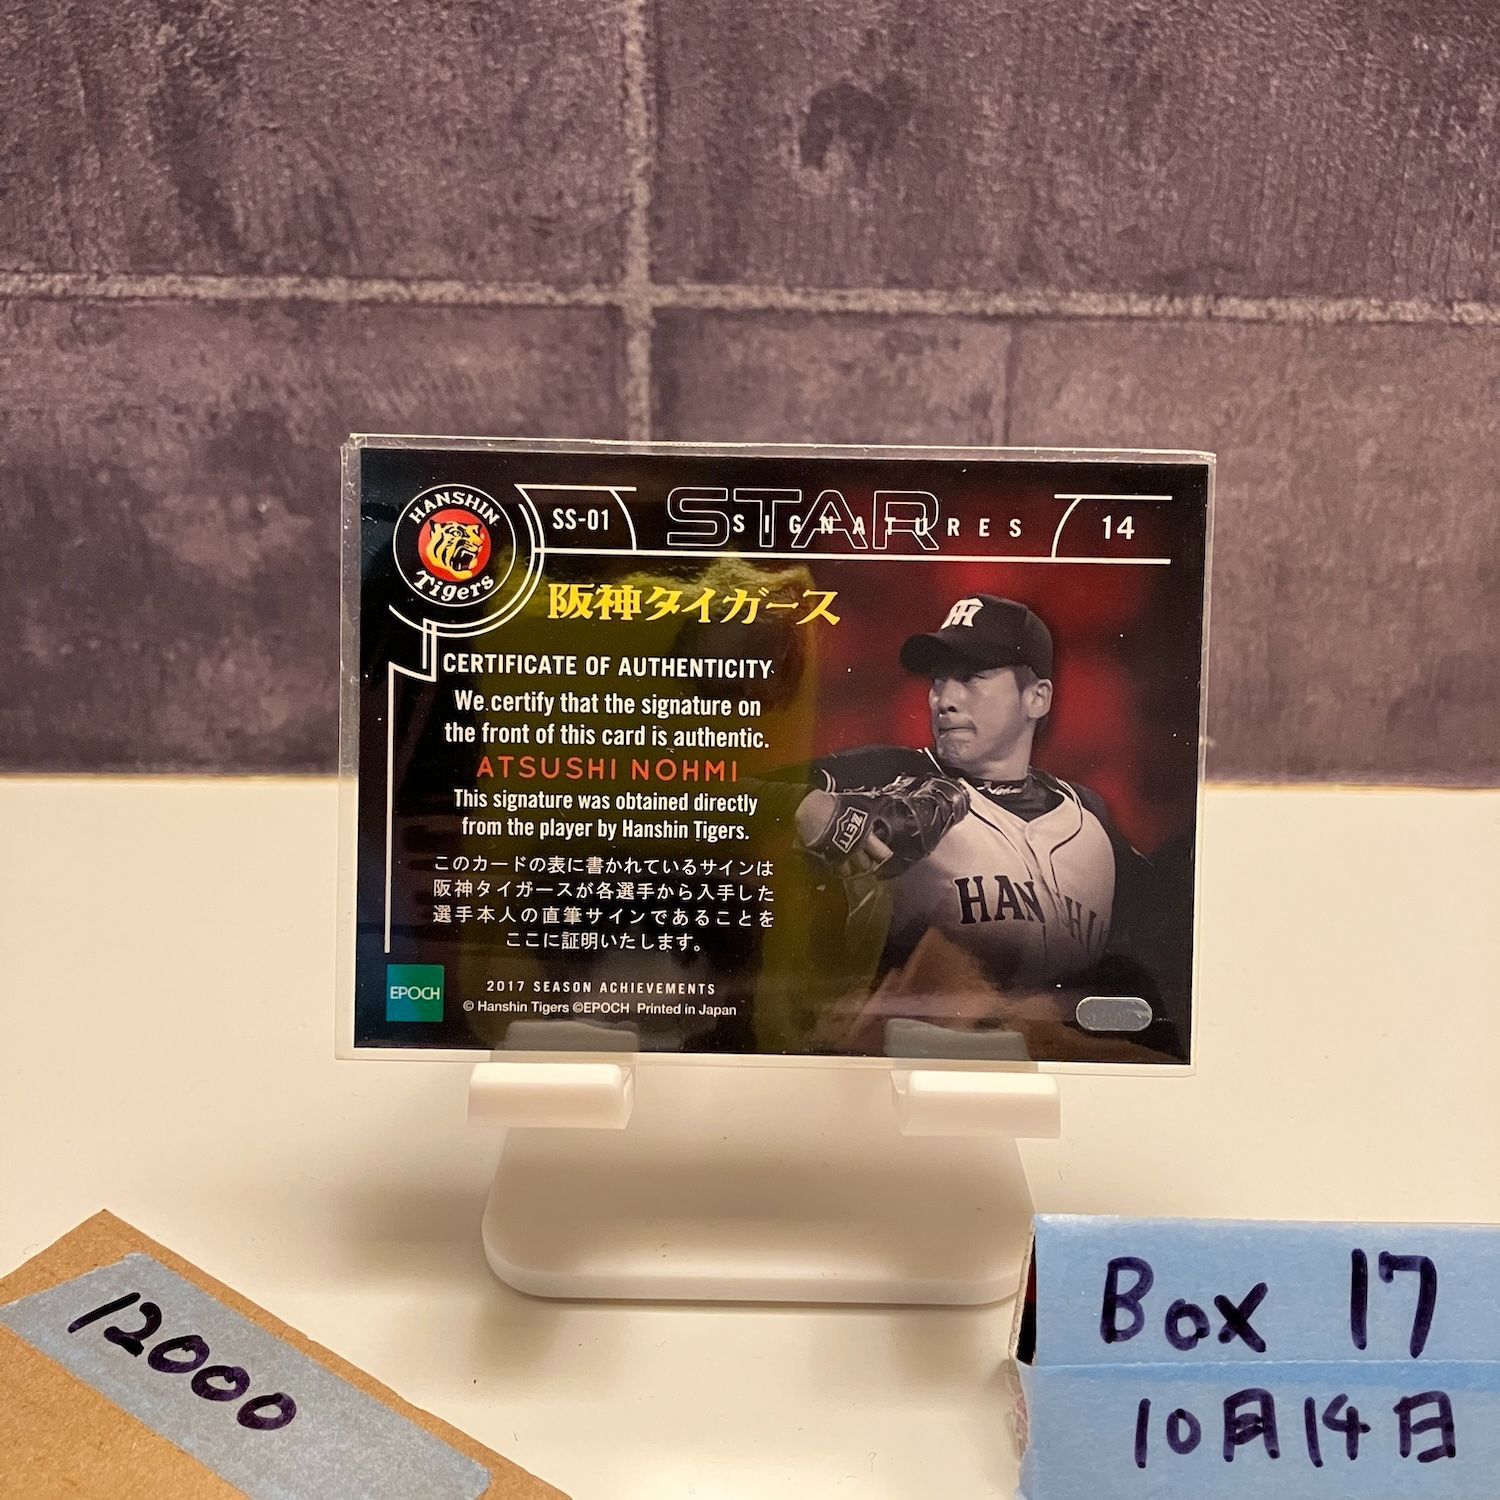 HANSHIN
Tigers
SS-01
STAR
SIGNATURES
14
阪神タイガース
CERTIFICATE OF AUTHENTICITY
We certify that the signature on
the front of this card is authentic.
ATSUSHI NOHMI
This signature was obtained directly
from the player by Hanshin Tigers.
このカードの表に書かれているサインは
阪神タイガースが各選手から入手した
選手本人の直筆サインであることを
ここに証明いたします。
EPOCH
2017 SEASON ACHIEVEMENTS
© Hanshin Tigers ©EPOCH Printed in Japan
ZETT
HANSHI
12000
Box 17
10月14日